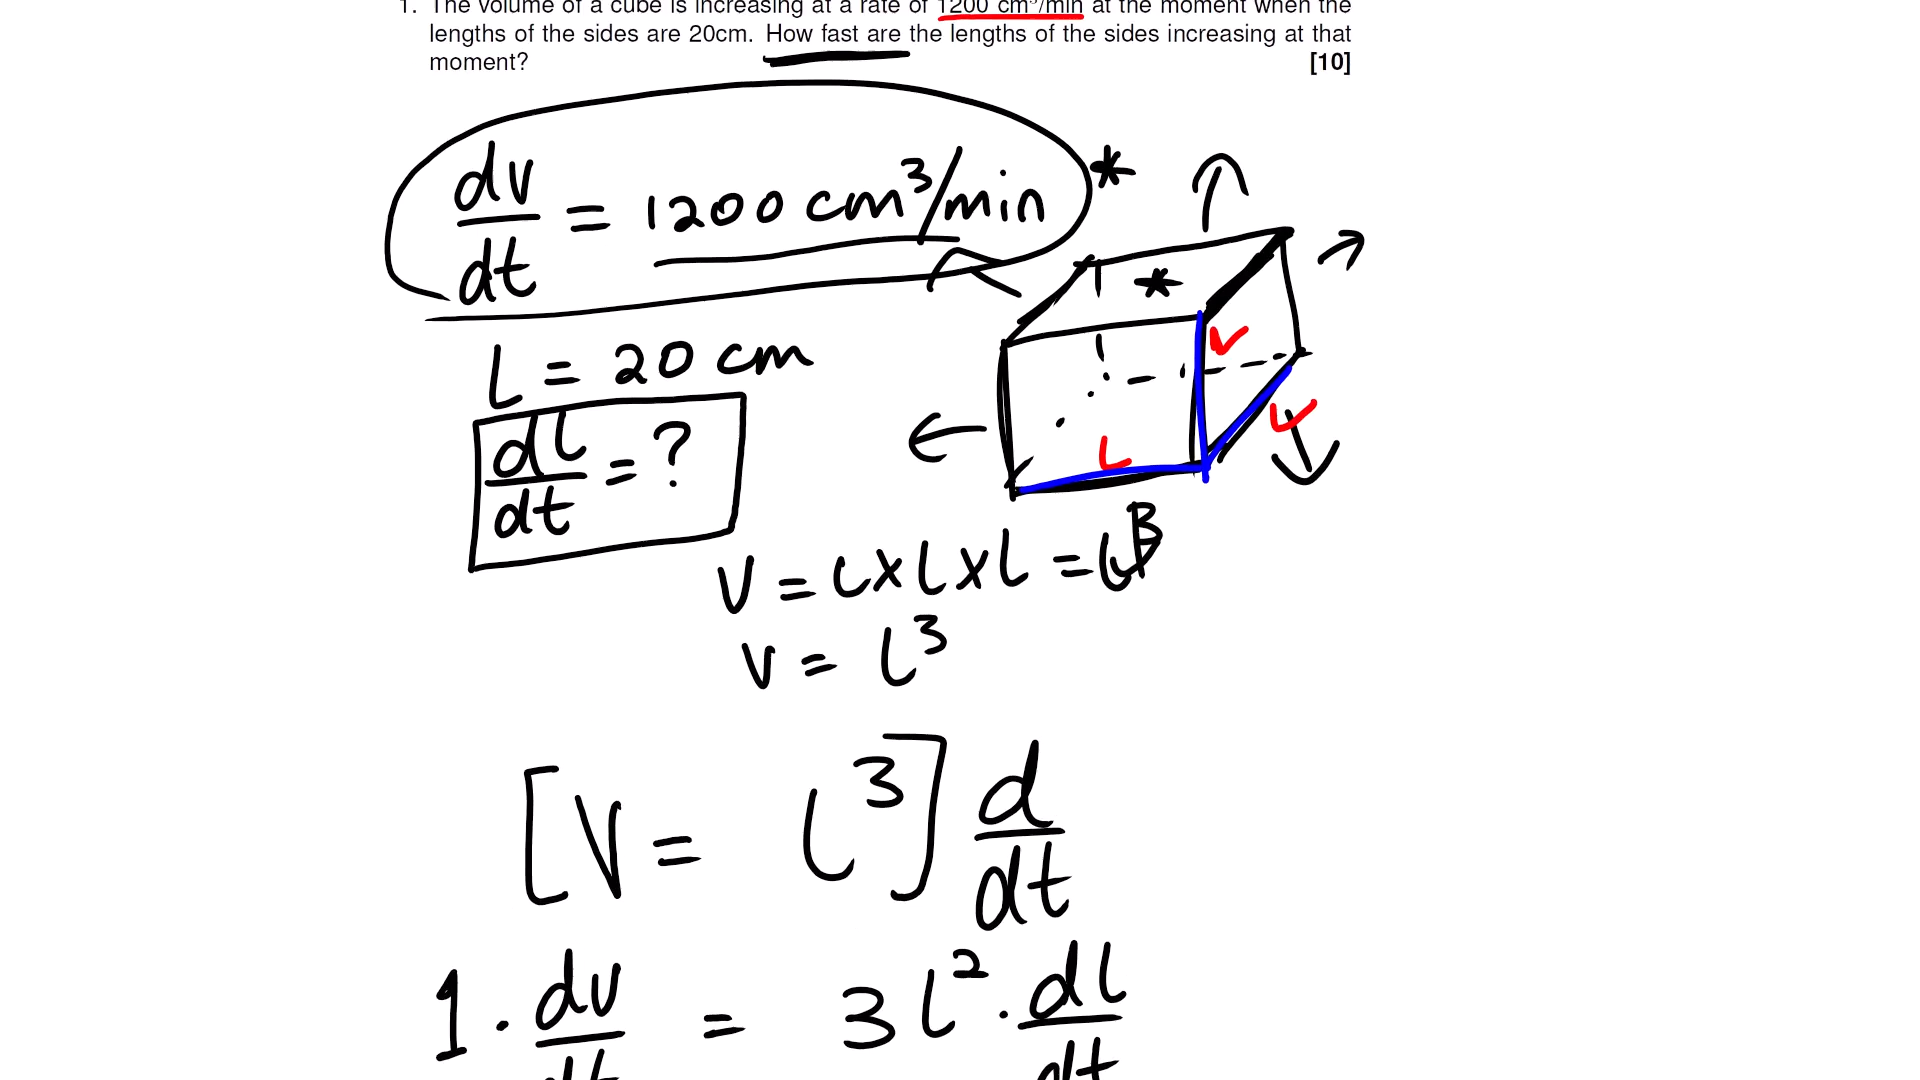 1. The volume of a cube is increasing at a rate of 1200 cm³/min at the moment when the
lengths of the sides are 20cm. How fast are the lengths of the sides increasing at that
moment? [10]
dv/dt = 1200 cm³/min *
*
L = 20 cm
dl/dt = ?
L
L
L
V = L x L x L = L³
V = L³
[V = L³] d/dt
1 · dv/dt = 3L² · dl/dt